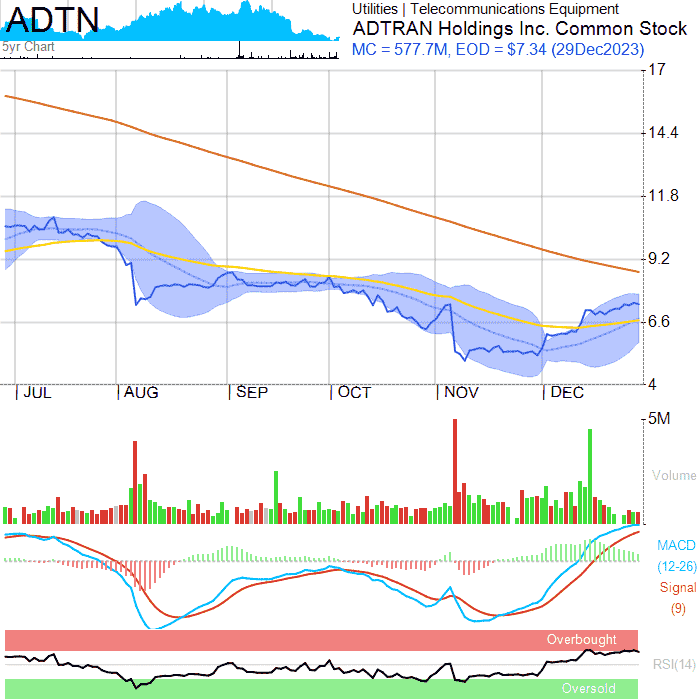 ADTN
5yr Chart
Utilities | Telecommunications Equipment
ADTRAN Holdings Inc. Common Stock
MC = 577.7M, EOD = $7.34 (29Dec2023)
17
14.4
11.8
9.2
6.6
4
| JUL | AUG | SEP | OCT | NOV | DEC
5M
Volume
MACD
(12-26)
Signal
(9)
Overbought
RSI(14)
Oversold